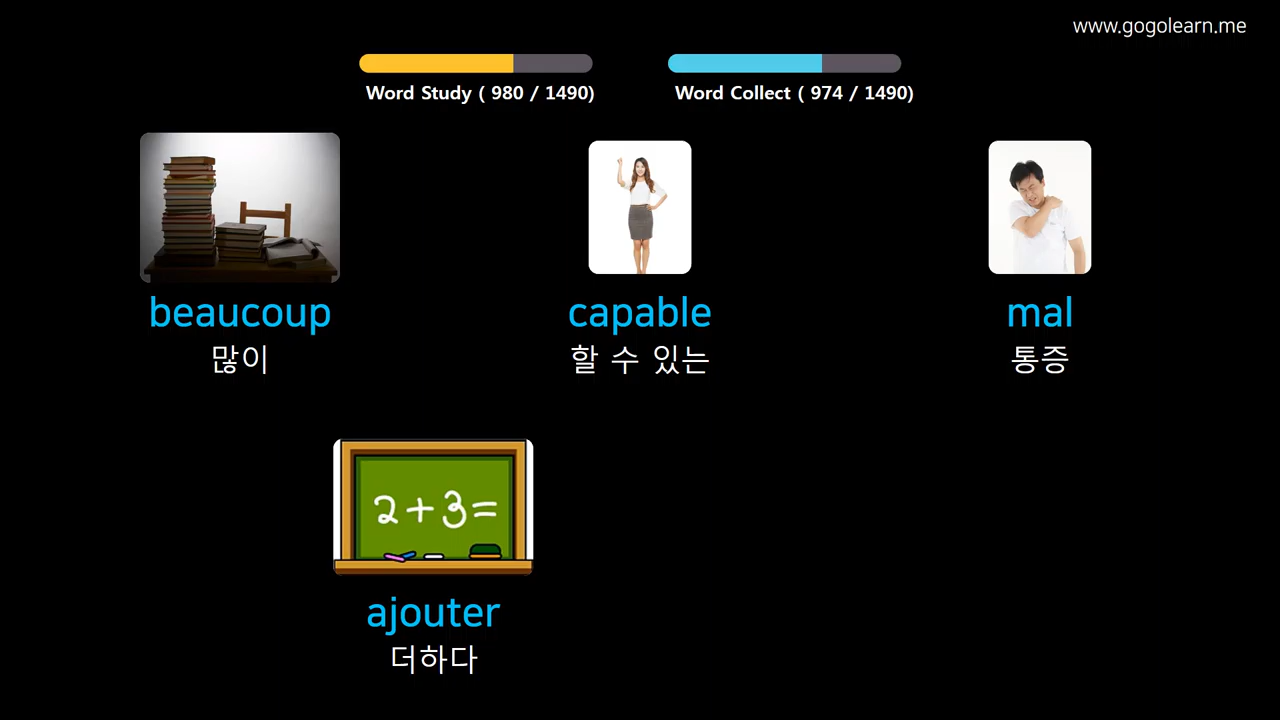 www.gogolearn.me
Word Study ( 980 / 1490)
Word Collect ( 974 / 1490)
beaucoup
capable
mal
많이
할 수 있는
통증
2+3=
ajouter
더하다